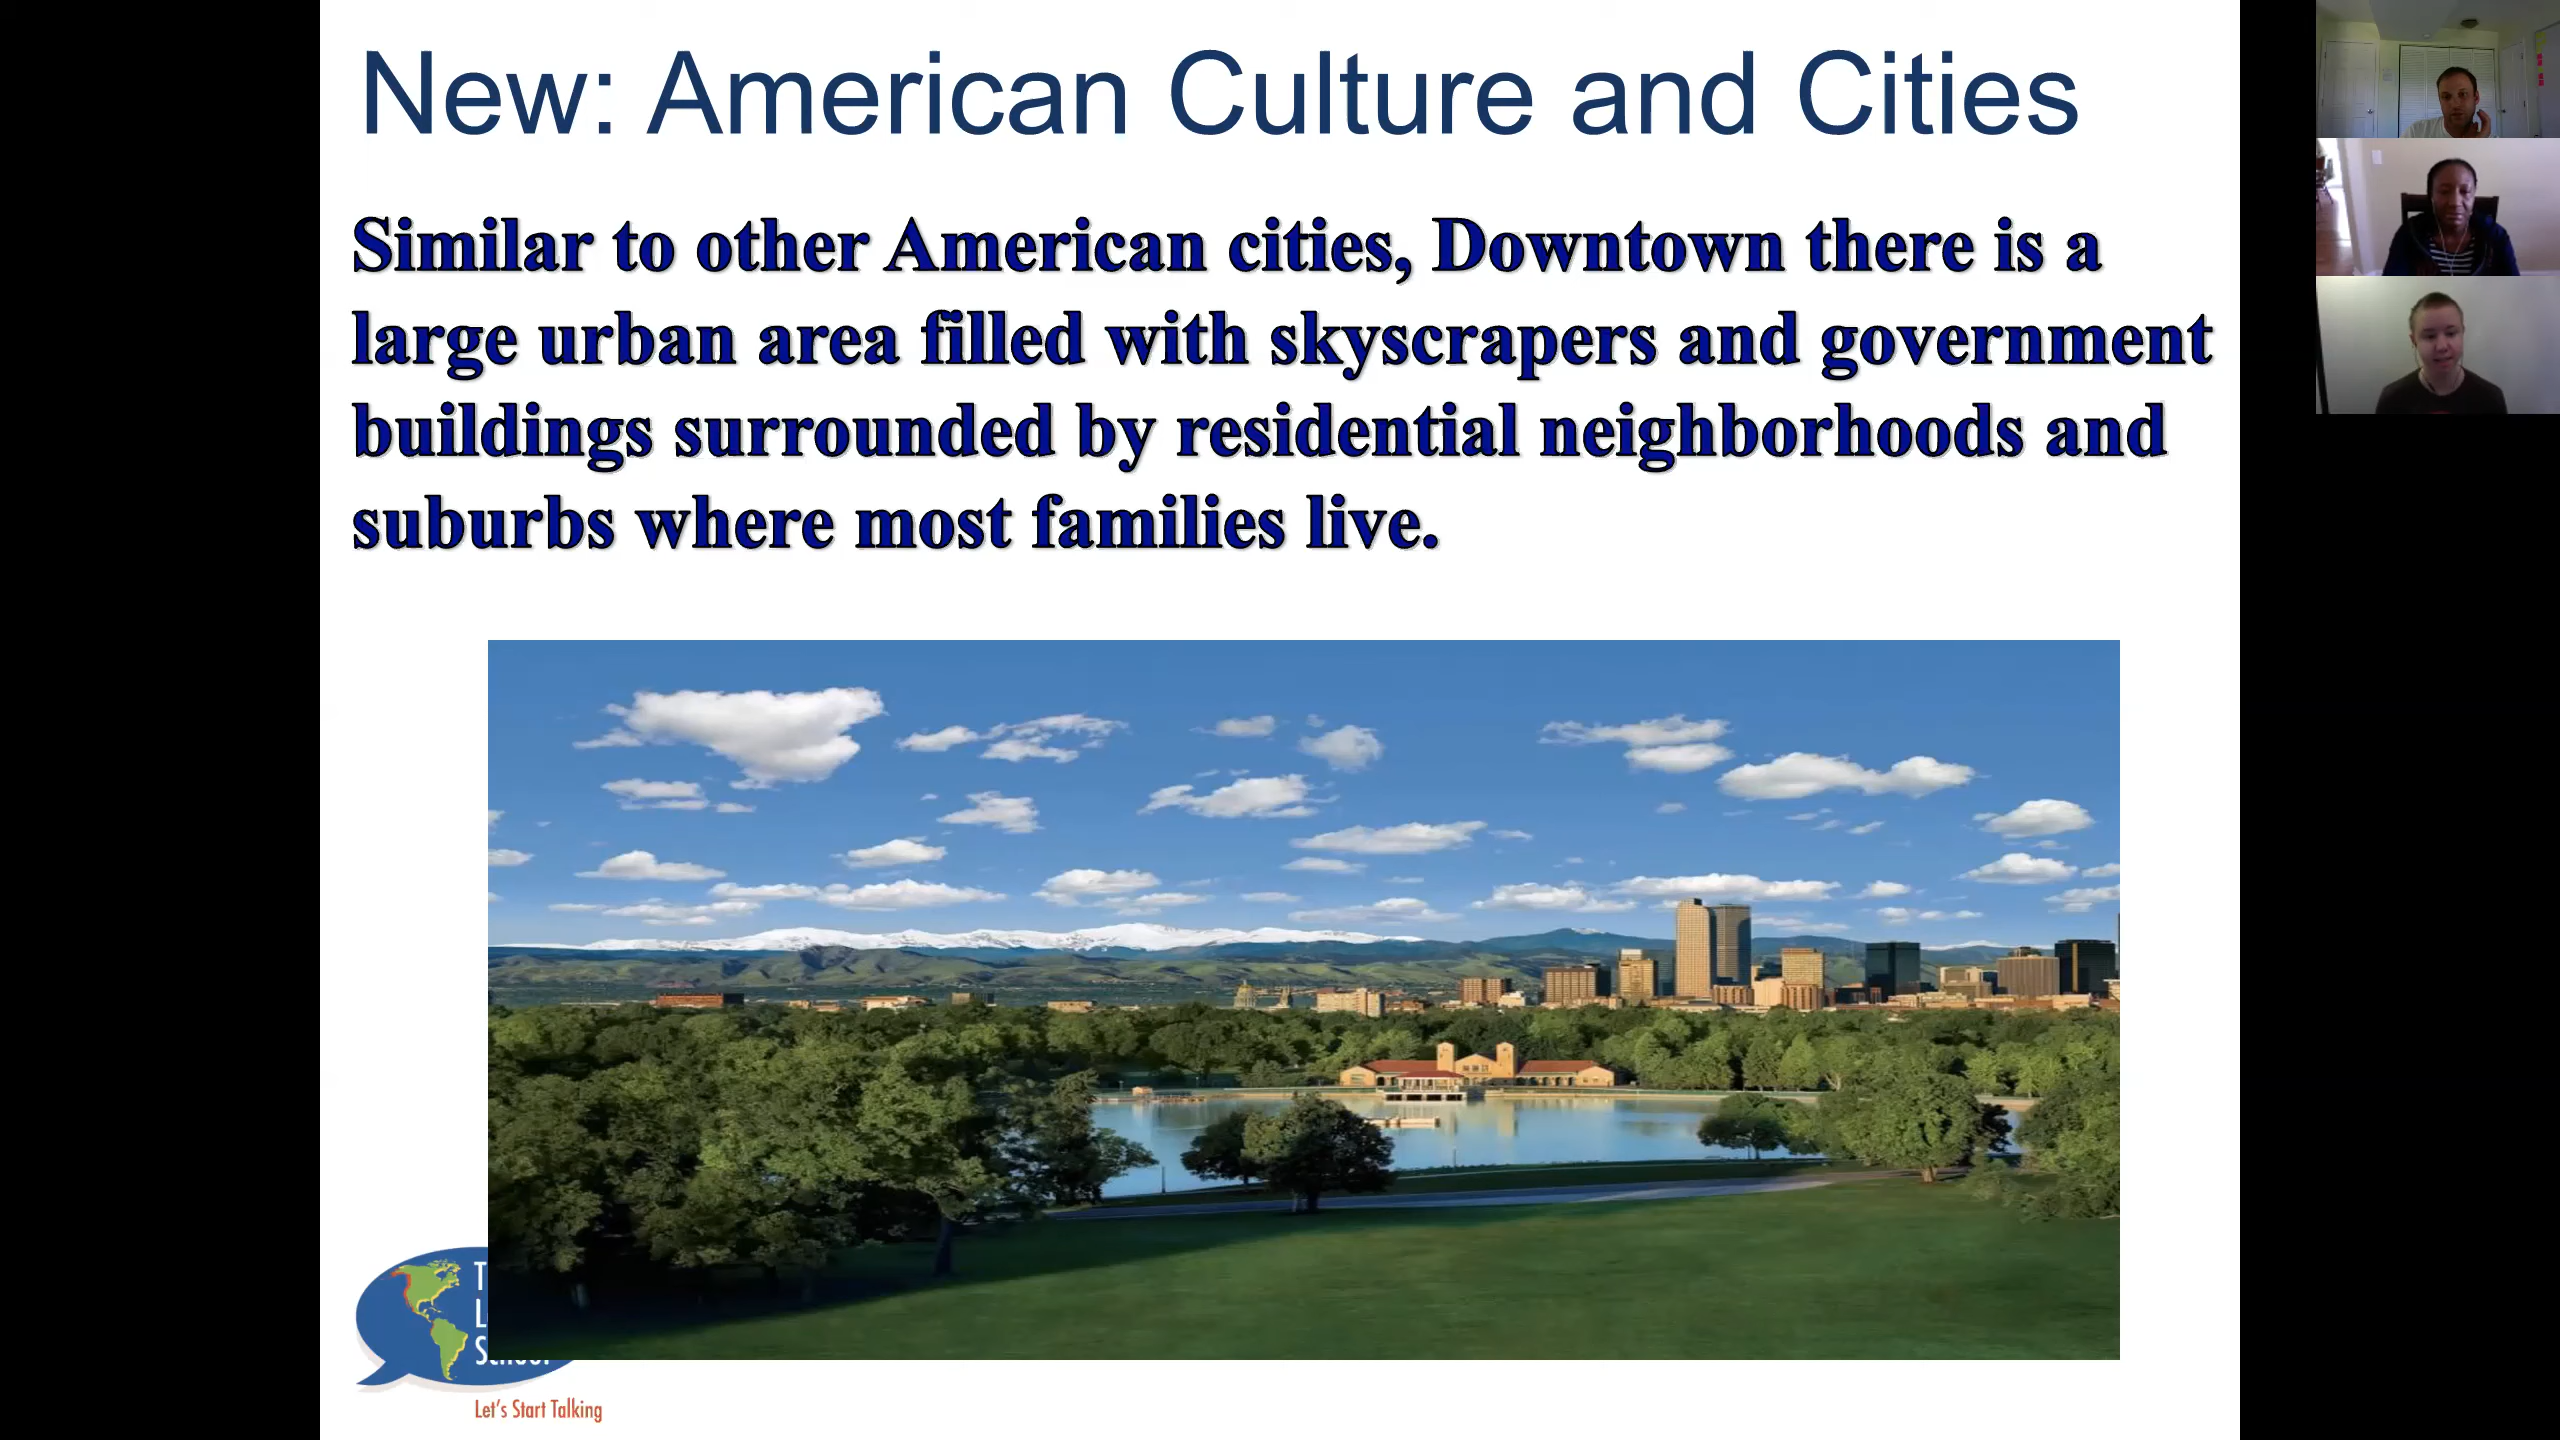 New: American Culture and Cities
Similar to other American cities, Downtown there is a
large urban area filled with skyscrapers and government
buildings surrounded by residential neighborhoods and
suburbs where most families live.
School
Let's Start Talking